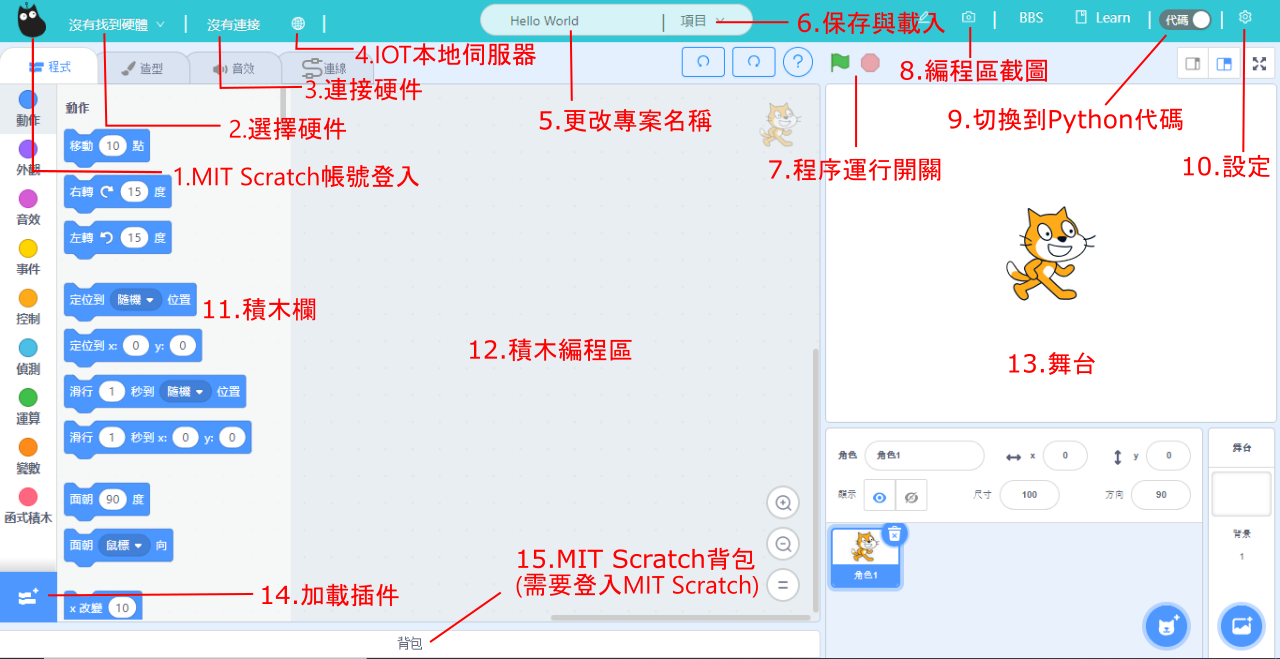 沒有找到硬體
沒有連接
Hello World
項目
6.保存與載入
BBS
Learn
代碼
程式
造型
音效
連線
4.IOT本地伺服器
3.連接硬件
2.選擇硬件
1.MIT Scratch帳號登入
5.更改專案名稱
?
8.編程區截圖
9.切換到Python代碼
7.程序運行開關
10.設定
動作
外觀
音效
事件
控制
偵測
運算
變數
函式積木
動作
移動 10 點
右轉 15 度
左轉 15 度
定位到 隨機 位置
11.積木欄
定位到 x: 0 y: 0
滑行 1 秒到 隨機 位置
滑行 1 秒到 x: 0 y: 0
面朝 90 度
面朝 鼠標 向
x 改變 10
12.積木編程區
13.舞台
14.加載插件
15.MIT Scratch背包
(需要登入MIT Scratch)
背包
角色 角色1 x 0 y 0
顯示 尺寸 100 方向 90
角色1
舞台
背景
1